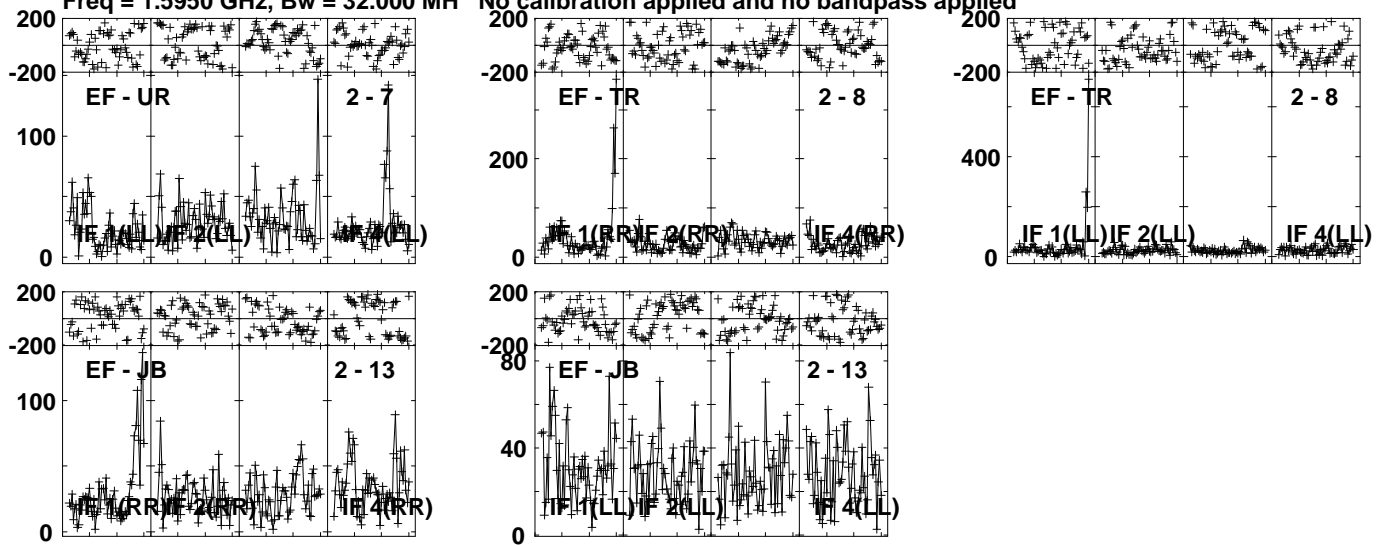 Freq = 1.5950 GHz, Bw = 32.000 MH No calibration applied and no bandpass applied
200
-200
EF - UR 2 - 7
100
0
IF 1(LL) IF 2(LL) IF 4(LL)
200
-200
EF - TR 2 - 8
200
0
IF 1(RR) IF 2(RR) IF 4(RR)
200
-200
EF - TR 2 - 8
400
0
IF 1(LL) IF 2(LL) IF 4(LL)
200
-200
EF - JB 2 - 13
100
0
IF 1(RR) IF 2(RR) IF 4(RR)
200
-200
80
EF - JB 2 - 13
40
0
IF 1(LL) IF 2(LL) IF 4(LL)